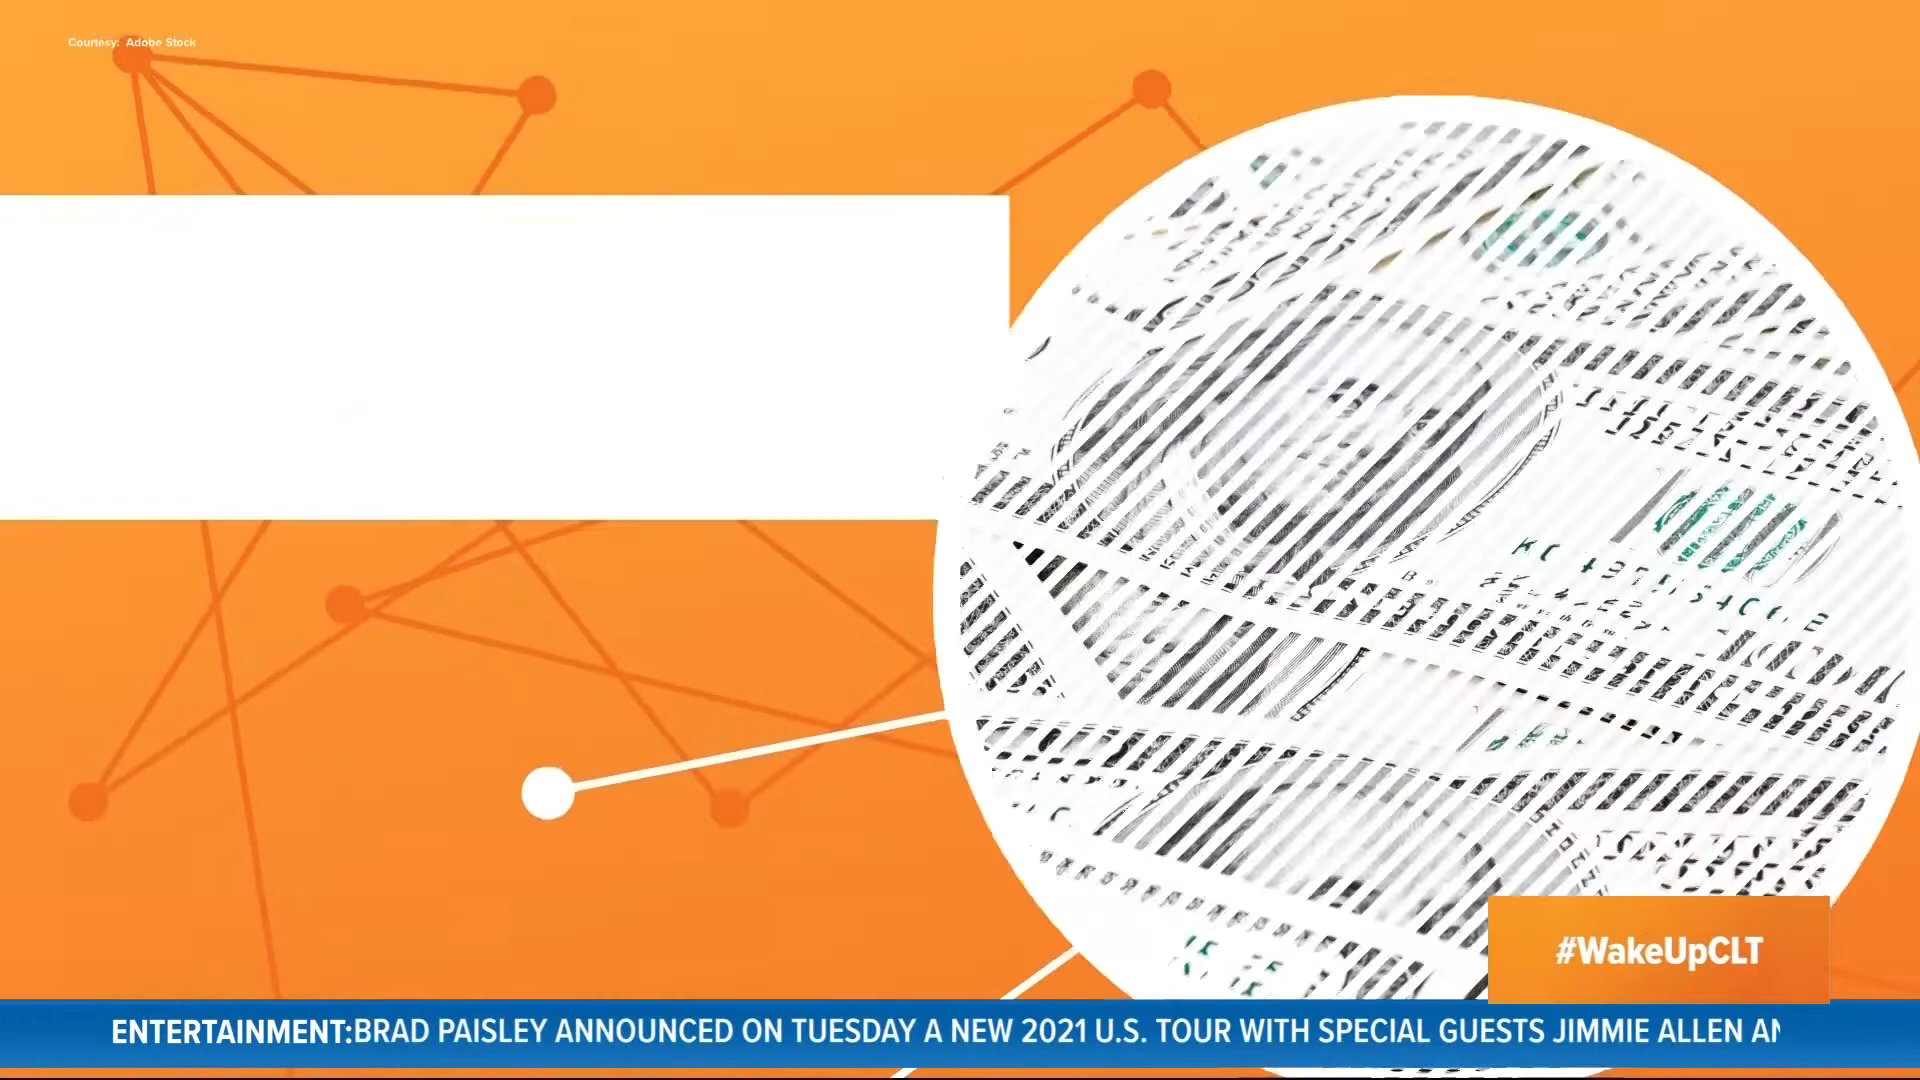 Courtesy: Adobe Stock
#WakeUpCLT
ENTERTAINMENT:BRAD PAISLEY ANNOUNCED ON TUESDAY A NEW 2021 U.S. TOUR WITH SPECIAL GUESTS JIMMIE ALLEN